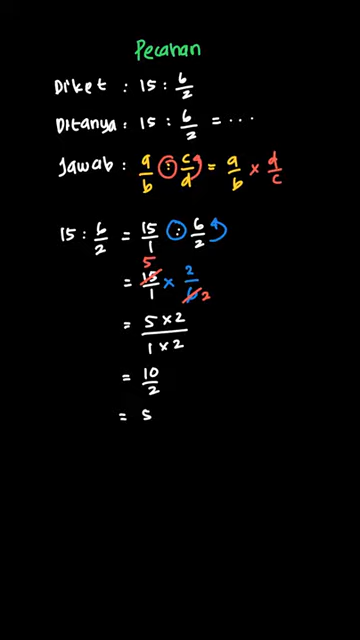 Pecahan
Diket : 15 : 6/2
Ditanya : 15 : 6/2 = ...
Jawab : a/b : c/d = a/b × d/c
15 : 6/2 = 15/1 : 6/2
5
= 15/1 × 2/6 2
= 5 × 2 / 1 × 2
= 10/2
= 5